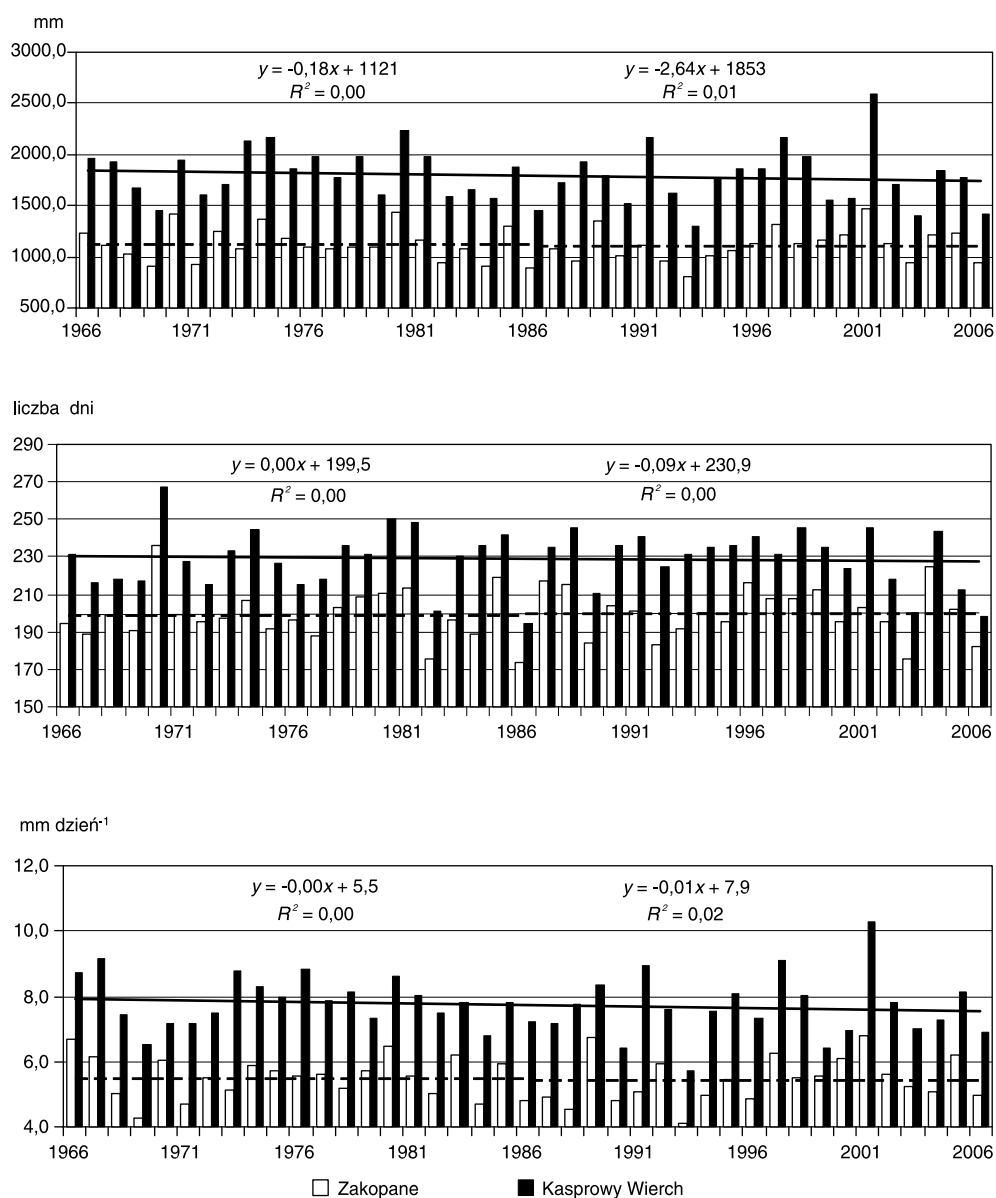 mm
3000,0
y = -0,18x + 1121
y = -2,64x + 1853
R² = 0,00
R² = 0,01
2500,0
2000,0
1500,0
1000,0
500,0
1966 1971 1976 1981 1986 1991 1996 2001 2006
liczba dni
290
y = 0,00x + 199,5
y = -0,09x + 230,9
270
R² = 0,00
R² = 0,00
250
230
210
190
170
150
1966 1971 1976 1981 1986 1991 1996 2001 2006
mm dzień⁻¹
12,0
y = -0,00x + 5,5
y = -0,01x + 7,9
R² = 0,00
R² = 0,02
10,0
8,0
6,0
4,0
1966 1971 1976 1981 1986 1991 1996 2001 2006
Zakopane
Kasprowy Wierch